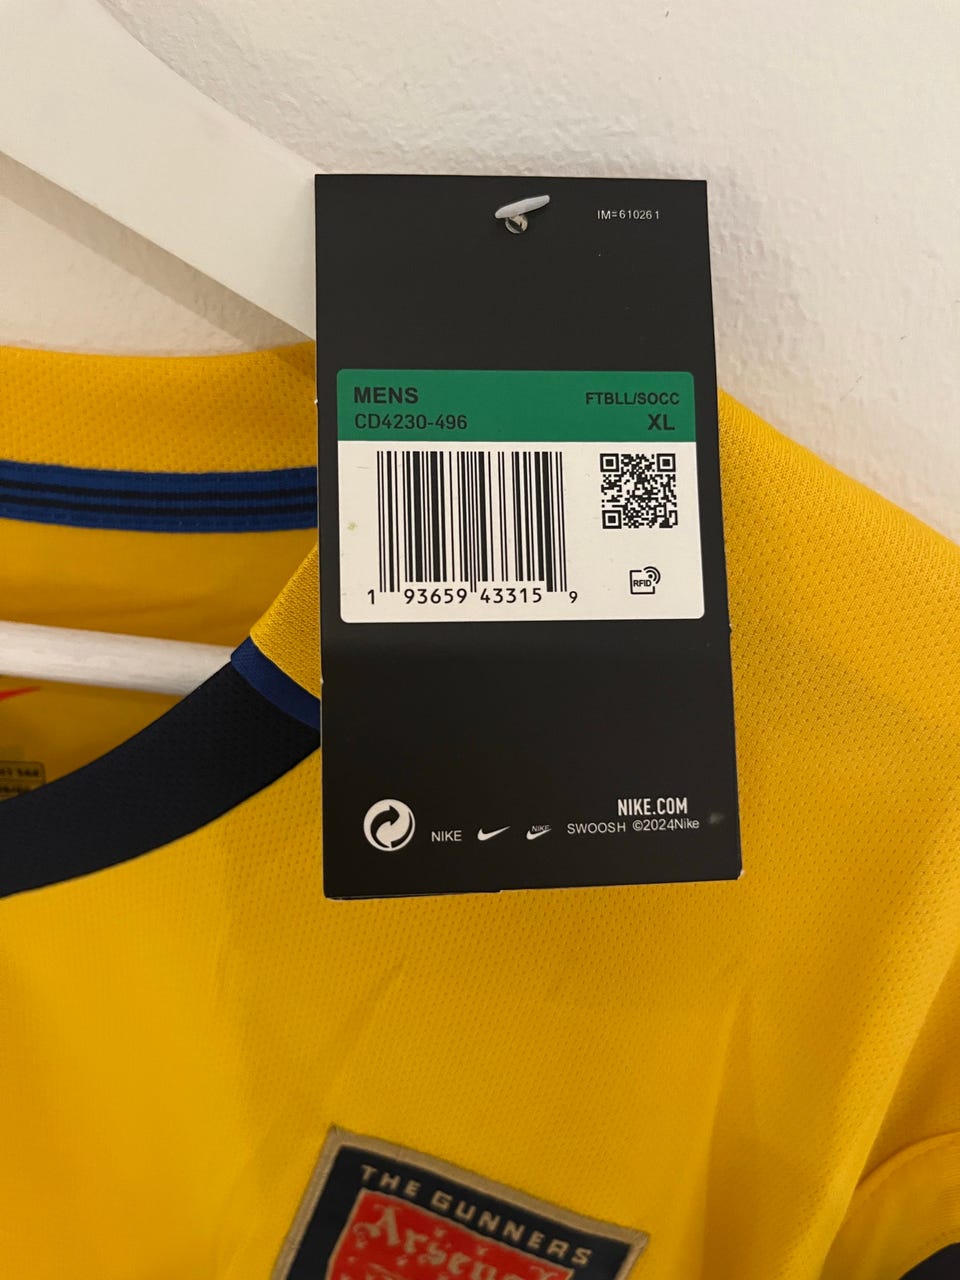 IM=610261
MENS FTBLL/SOCC
CD4230-496 XL
1 93659 43315 9
RFID
NIKE.COM
NIKE NIKE SWOOSH ©2024Nike
THE GUNNERS
Arsenal